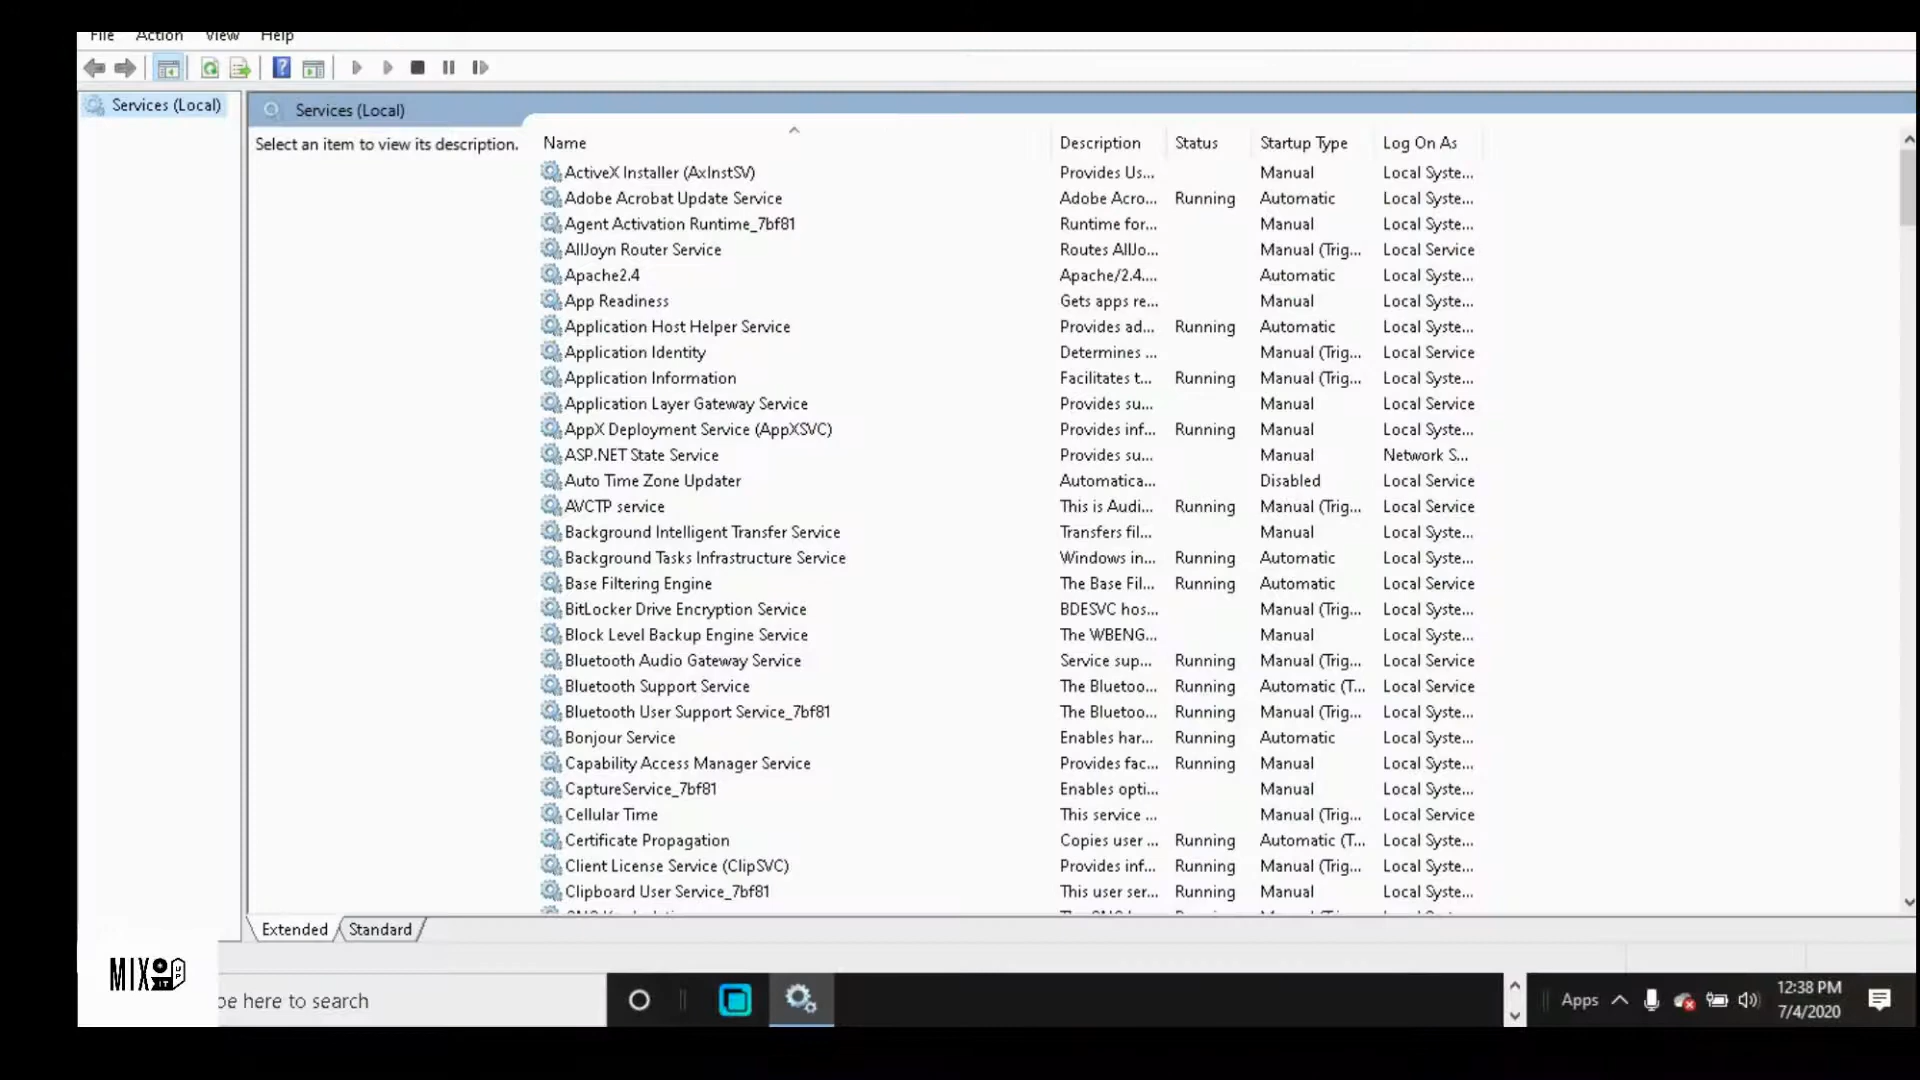 File Action View Help
Services (Local)
Services (Local)
Select an item to view its description.
Name Description Status Startup Type Log On As
ActiveX Installer (AxInstSV) Provides Us... Manual Local Syste...
Adobe Acrobat Update Service Adobe Acro... Running Automatic Local Syste...
Agent Activation Runtime_7bf81 Runtime for... Manual Local Syste...
AllJoyn Router Service Routes AllJo... Manual (Trig... Local Service
Apache2.4 Apache/2.4.... Automatic Local Syste...
App Readiness Gets apps re... Manual Local Syste...
Application Host Helper Service Provides ad... Running Automatic Local Syste...
Application Identity Determines ... Manual (Trig... Local Service
Application Information Facilitates t... Running Manual (Trig... Local Syste...
Application Layer Gateway Service Provides su... Manual Local Service
AppX Deployment Service (AppXSVC) Provides inf... Running Manual Local Syste...
ASP.NET State Service Provides su... Manual Network S...
Auto Time Zone Updater Automatica... Disabled Local Service
AVCTP service This is Audi... Running Manual (Trig... Local Service
Background Intelligent Transfer Service Transfers fil... Manual Local Syste...
Background Tasks Infrastructure Service Windows in... Running Automatic Local Syste...
Base Filtering Engine The Base Fil... Running Automatic Local Service
BitLocker Drive Encryption Service BDESVC hos... Manual (Trig... Local Syste...
Block Level Backup Engine Service The WBENG... Manual Local Syste...
Bluetooth Audio Gateway Service Service sup... Running Manual (Trig... Local Service
Bluetooth Support Service The Bluetoo... Running Automatic (T... Local Service
Bluetooth User Support Service_7bf81 The Bluetoo... Running Manual (Trig... Local Syste...
Bonjour Service Enables har... Running Automatic Local Syste...
Capability Access Manager Service Provides fac... Running Manual Local Syste...
CaptureService_7bf81 Enables opti... Manual Local Syste...
Cellular Time This service ... Manual (Trig... Local Service
Certificate Propagation Copies user ... Running Automatic (T... Local Syste...
Client License Service (ClipSVC) Provides inf... Running Manual (Trig... Local Syste...
Clipboard User Service_7bf81 This user ser... Running Manual Local Syste...
Extended Standard
MIX IT UP
pe here to search
Apps
12:38 PM
7/4/2020